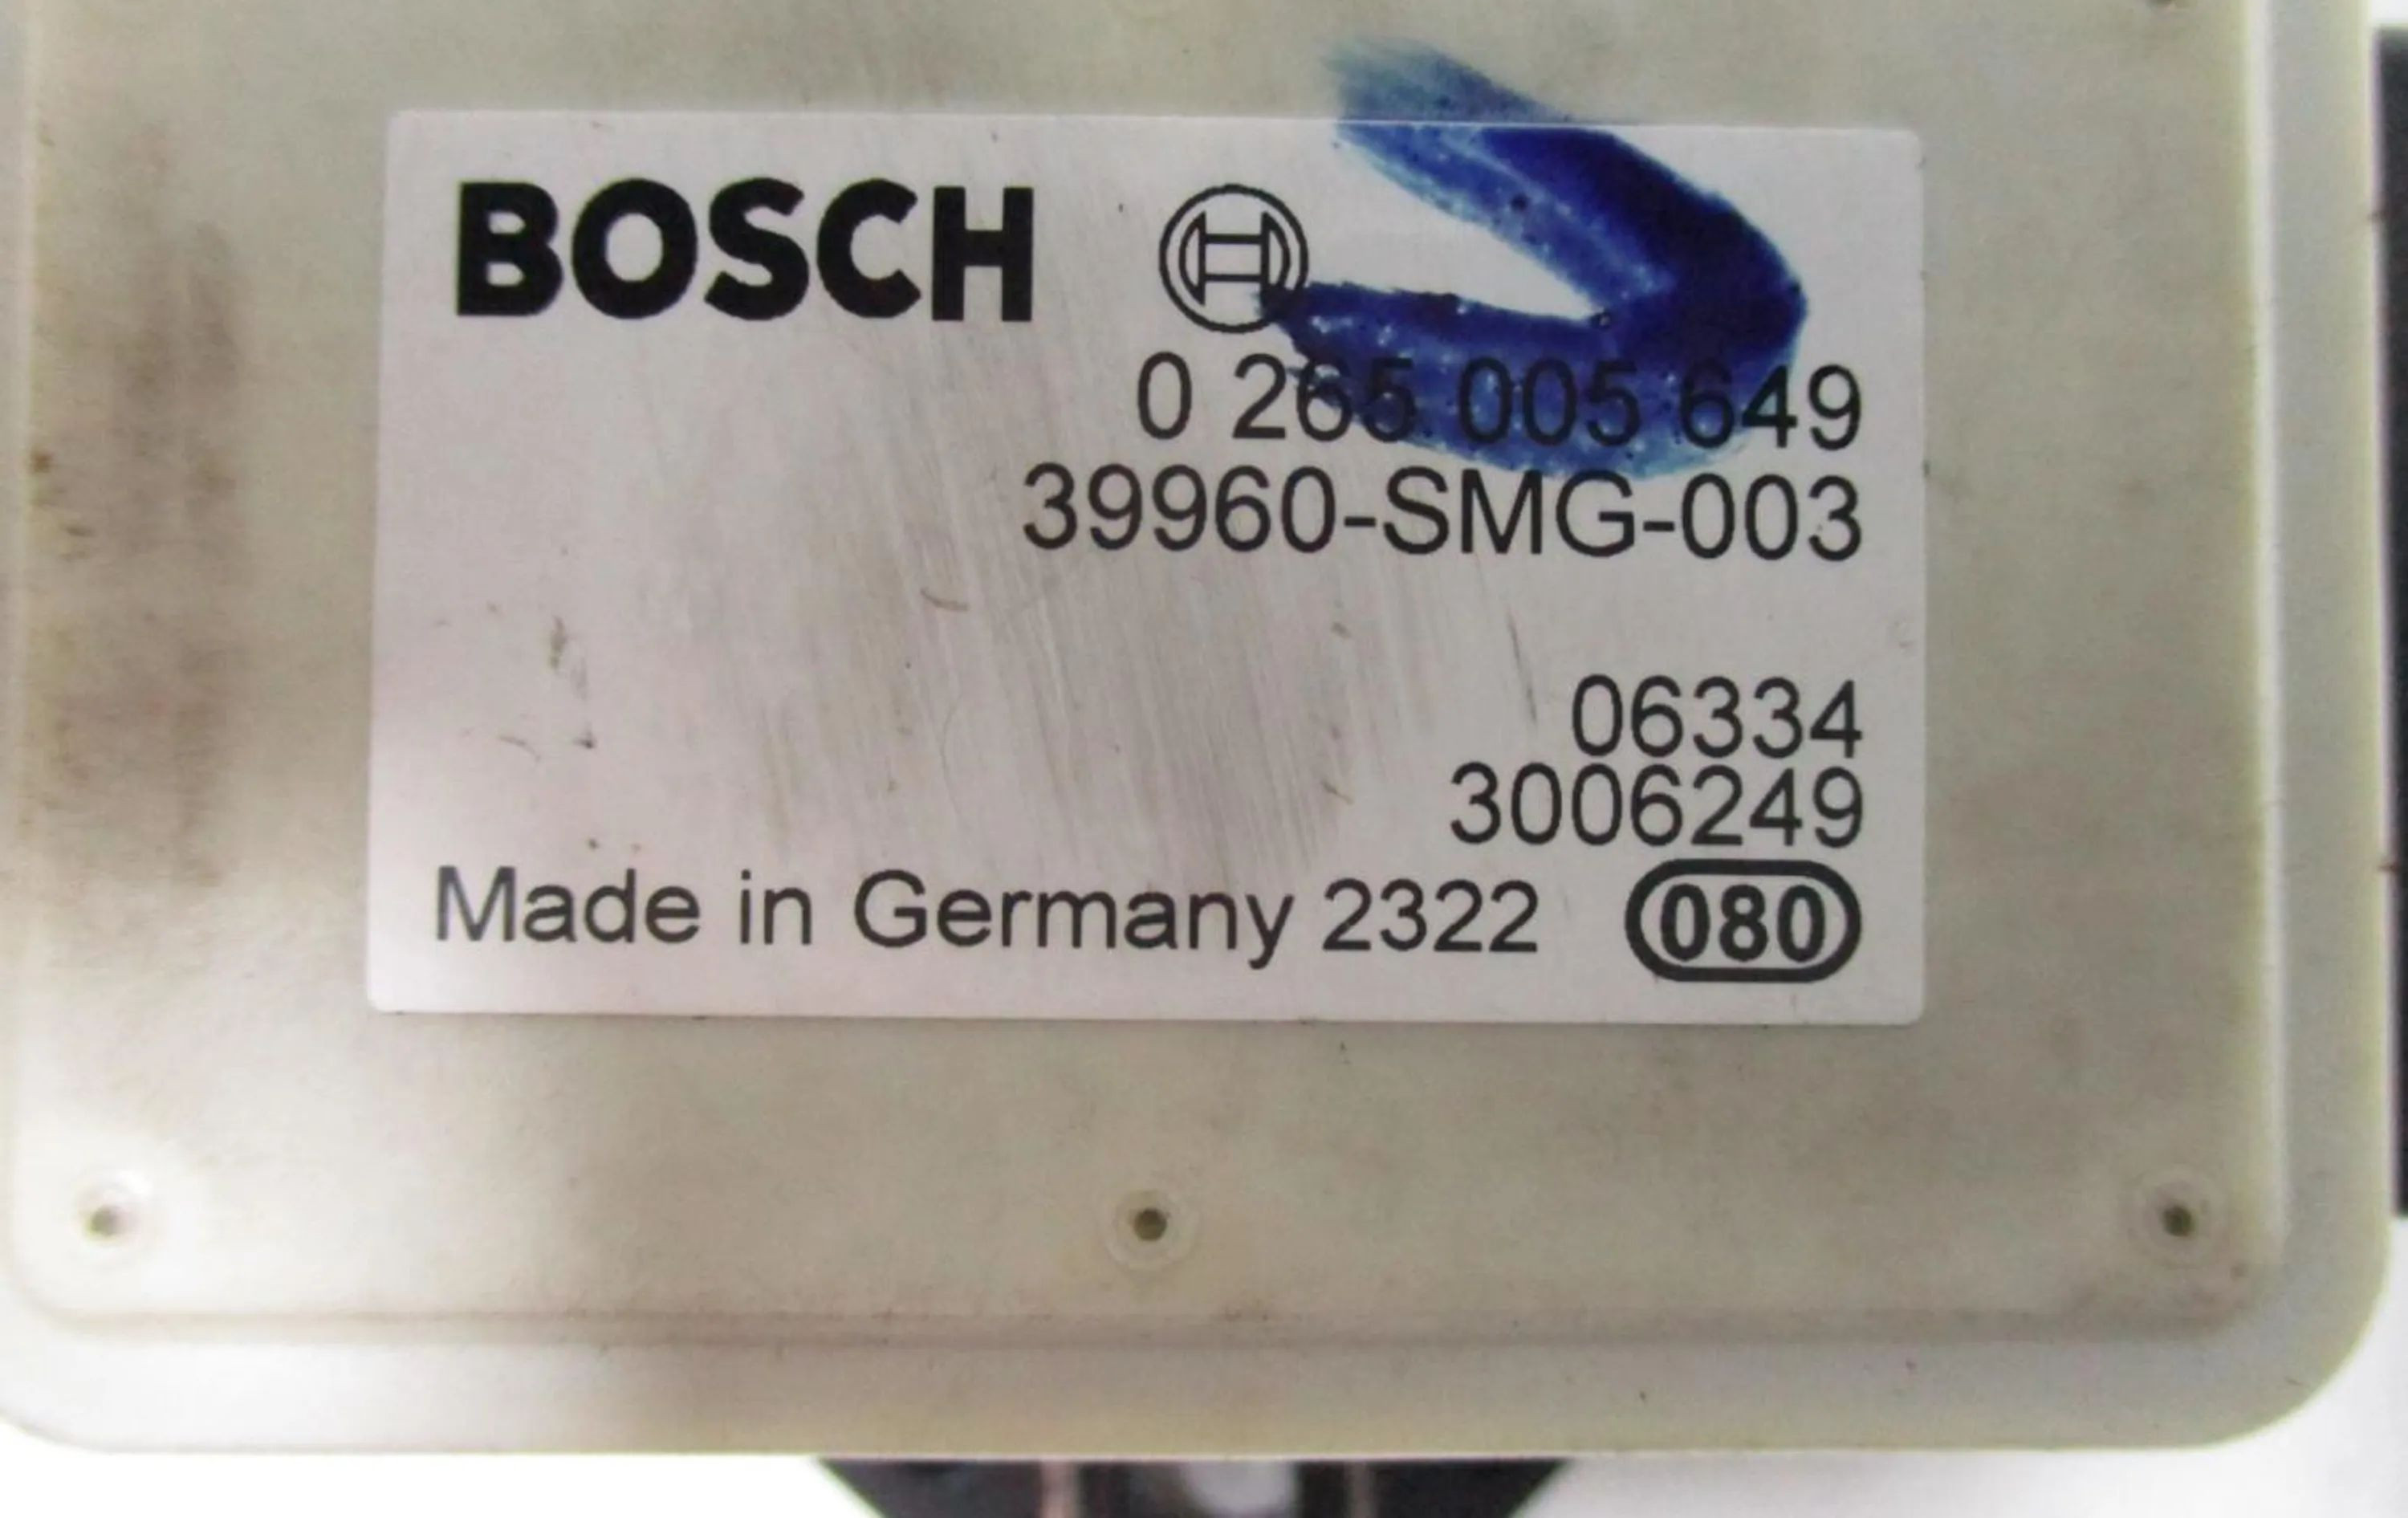 BOSCH
0 265 005 649
39960-SMG-003
06334
3006249
Made in Germany 2322 080